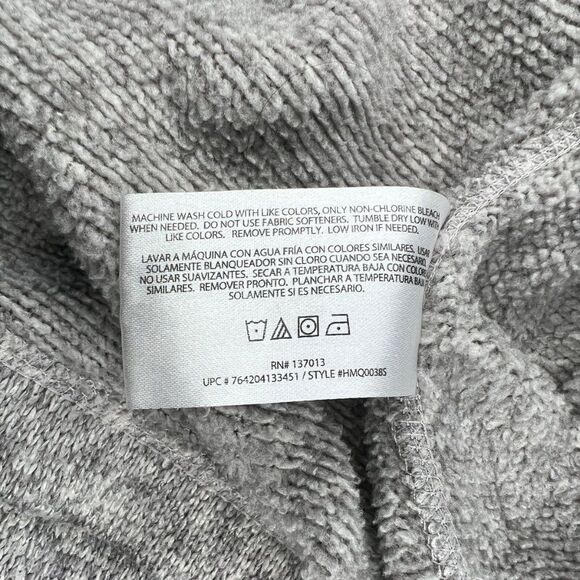 MACHINE WASH COLD WITH LIKE COLORS, ONLY NON-CHLORINE BLEACH
WHEN NEEDED. DO NOT USE FABRIC SOFTENERS. TUMBLE DRY LOW WITH
LIKE COLORS. REMOVE PROMPTLY. LOW IRON IF NEEDED.
LAVAR A MÁQUINA CON AGUA FRÍA CON COLORES SIMILARES. USAR
SOLAMENTE BLANQUEADOR SIN CLORO CUANDO SEA NECESARIO.
NO USAR SUAVIZANTES. SECAR A TEMPERATURA BAJA CON COLORES
SIMILARES. REMOVER PRONTO. PLANCHAR A TEMPERATURA BAJA
SOLAMENTE SI ES NECESARIO.
RN# 137013
UPC # 764204133451 / STYLE #HMQ0038S